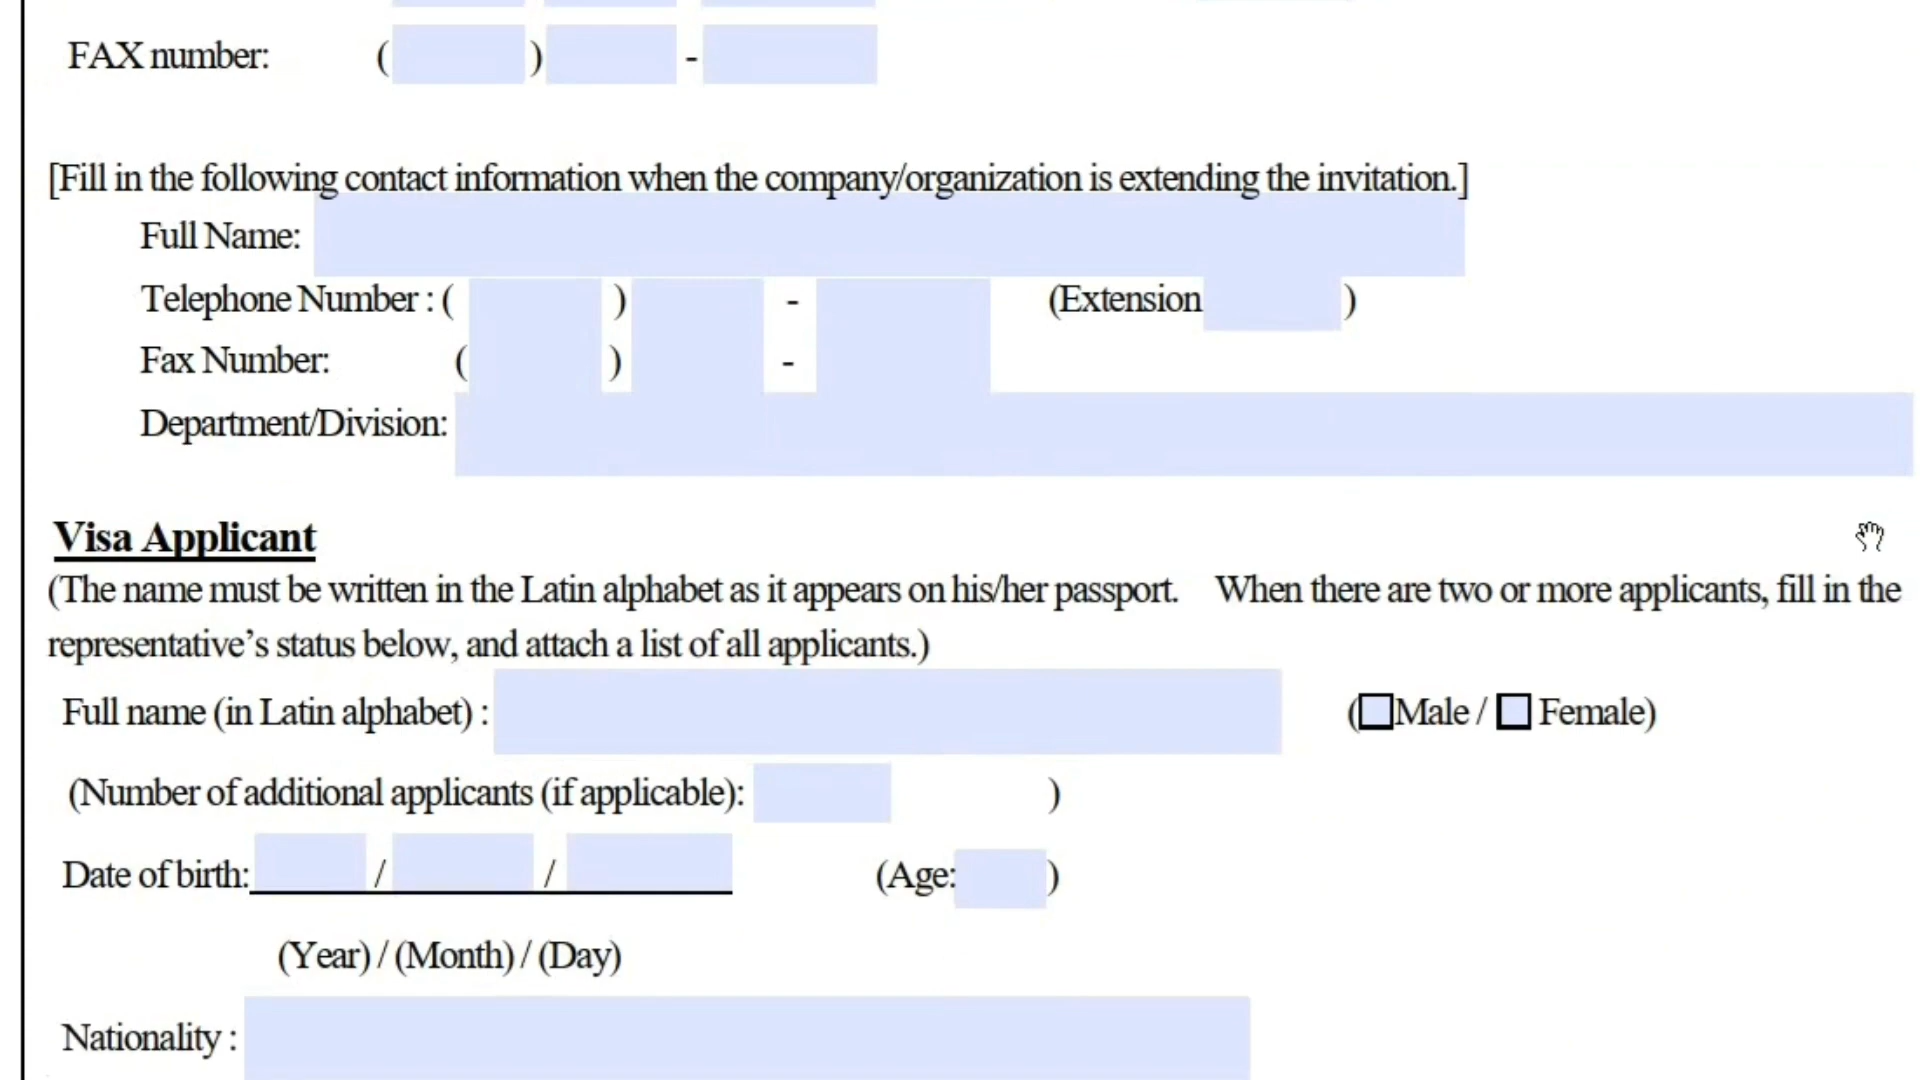 FAX number: ( ) -
[Fill in the following contact information when the company/organization is extending the invitation.]
Full Name:
Telephone Number : ( ) - (Extension )
Fax Number: ( ) -
Department/Division:
Visa Applicant
(The name must be written in the Latin alphabet as it appears on his/her passport. When there are two or more applicants, fill in the
representative’s status below, and attach a list of all applicants.)
Full name (in Latin alphabet) : (□Male / □ Female)
(Number of additional applicants (if applicable): )
Date of birth: / / (Age: )
(Year) / (Month) / (Day)
Nationality :